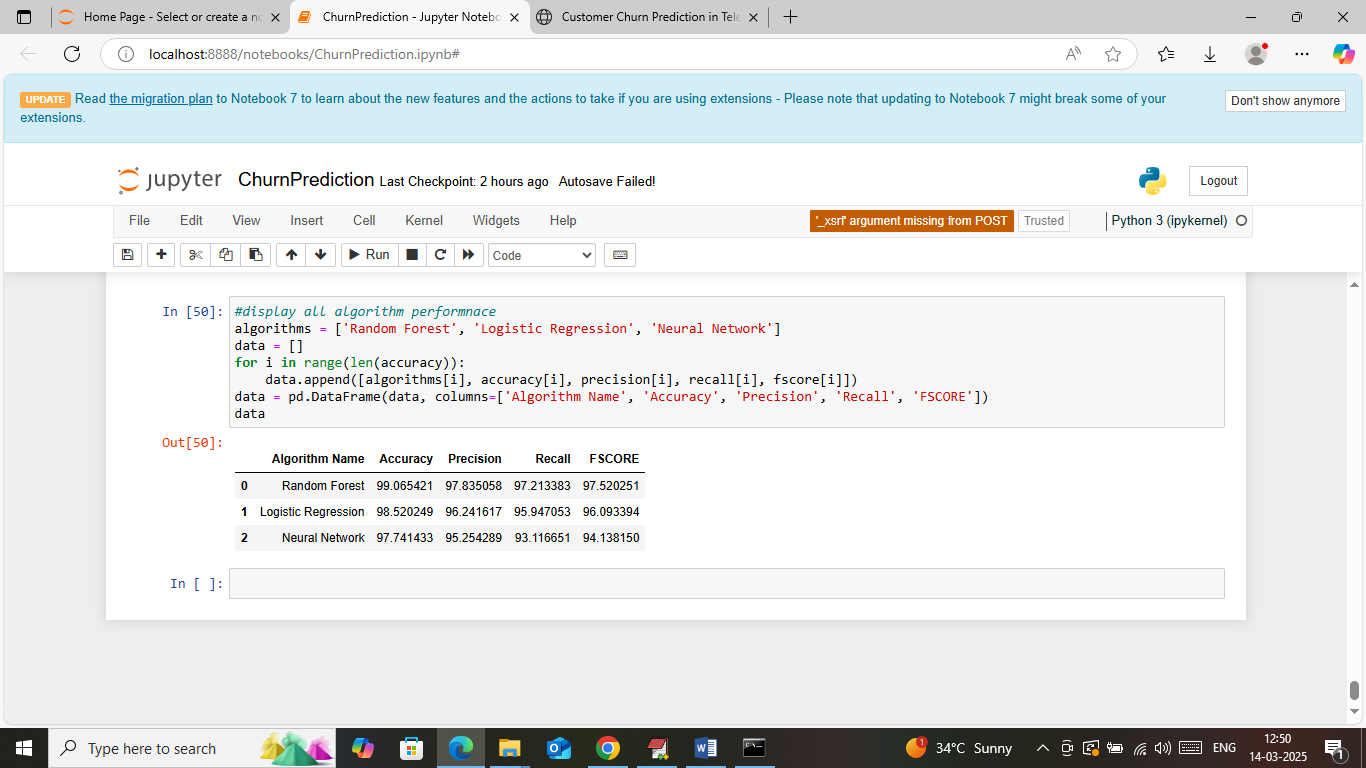 Home Page - Select or create a no
ChurnPrediction - Jupyter Notebo
Customer Churn Prediction in Tele
localhost:8888/notebooks/ChurnPrediction.ipynb#
UPDATE Read the migration plan to Notebook 7 to learn about the new features and the actions to take if you are using extensions - Please note that updating to Notebook 7 might break some of your
extensions.
Don't show anymore
jupyter ChurnPrediction Last Checkpoint: 2 hours ago Autosave Failed!
Logout
File Edit View Insert Cell Kernel Widgets Help
'_xsrf' argument missing from POST Trusted Python 3 (ipykernel)
Run Code
In [50]: #display all algorithm performnace
algorithms = ['Random Forest', 'Logistic Regression', 'Neural Network']
data = []
for i in range(len(accuracy)):
    data.append([algorithms[i], accuracy[i], precision[i], recall[i], fscore[i]])
data = pd.DataFrame(data, columns=['Algorithm Name', 'Accuracy', 'Precision', 'Recall', 'FSCORE'])
data
Out[50]:
Algorithm Name Accuracy Precision Recall FSCORE
0 Random Forest 99.065421 97.835058 97.213383 97.520251
1 Logistic Regression 98.520249 96.241617 95.947053 96.093394
2 Neural Network 97.741433 95.254289 93.116651 94.138150
In [ ]:
Type here to search
1
34°C Sunny
ENG
12:50
14-03-2025
1